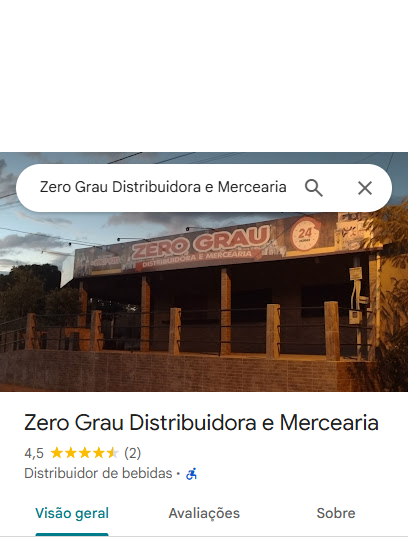 Zero Grau Distribuidora e Mercearia
ZERO GRAU
24
DISTRIBUIDORA E MERCEARIA
Zero Grau Distribuidora e Mercearia
4,5 (2)
Distribuidor de bebidas ·
Visão geral Avaliações Sobre